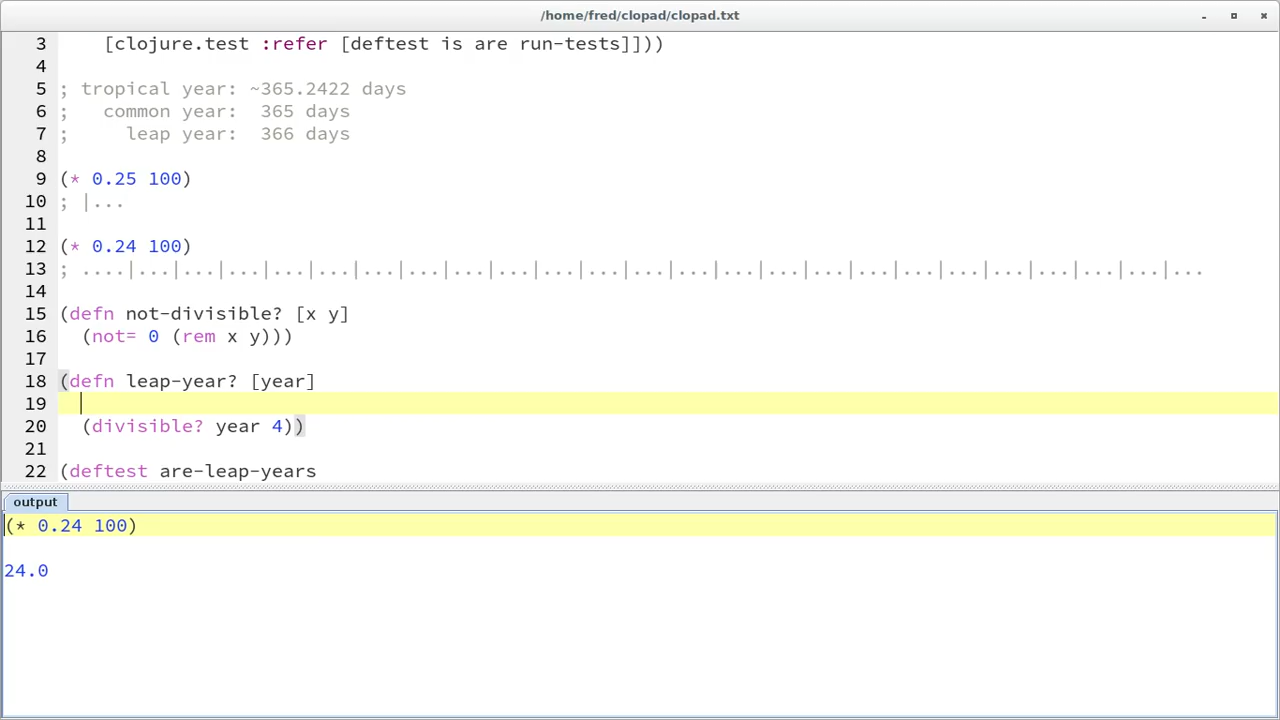 /home/fred/clopad/clopad.txt
3 [clojure.test :refer [deftest is are run-tests]]))
4
5 ; tropical year: ~365.2422 days
6 ;   common year:  365 days
7 ;     leap year:  366 days
8
9 (* 0.25 100)
10 ; |...
11
12 (* 0.24 100)
13 ; ....|...|...|...|...|...|...|...|...|...|...|...|...|...|...|...|...|...|...|...|...|...|...|...|...
14
15 (defn not-divisible? [x y]
16   (not= 0 (rem x y)))
17
18 (defn leap-year? [year]
19
20   (divisible? year 4))
21
22 (deftest are-leap-years
output
(* 0.24 100)
24.0